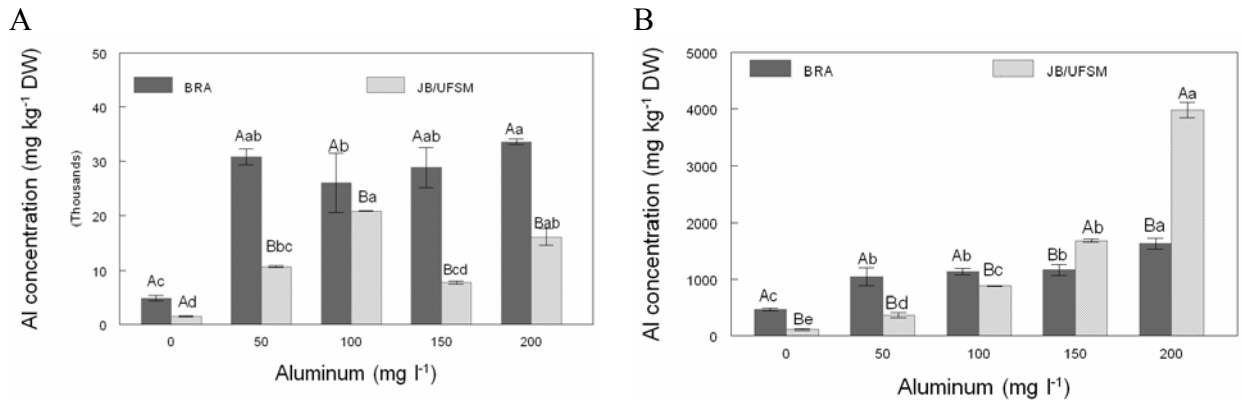 A
Al concentration (mg kg⁻¹ DW)
(Thousands)
50
40
30
20
10
0
BRA
JB/UFSM
Ac
Ad
Aab
Bbc
Ab
Ba
Aab
Bcd
Aa
Bab
0 50 100 150 200
Aluminum (mg l⁻¹)
B
Al concentration (mg kg⁻¹ DW)
5000
4000
3000
2000
1000
0
BRA
JB/UFSM
Ac
Be
Ab
Bd
Ab
Bc
Bb
Ab
Ba
Aa
0 50 100 150 200
Aluminum (mg l⁻¹)